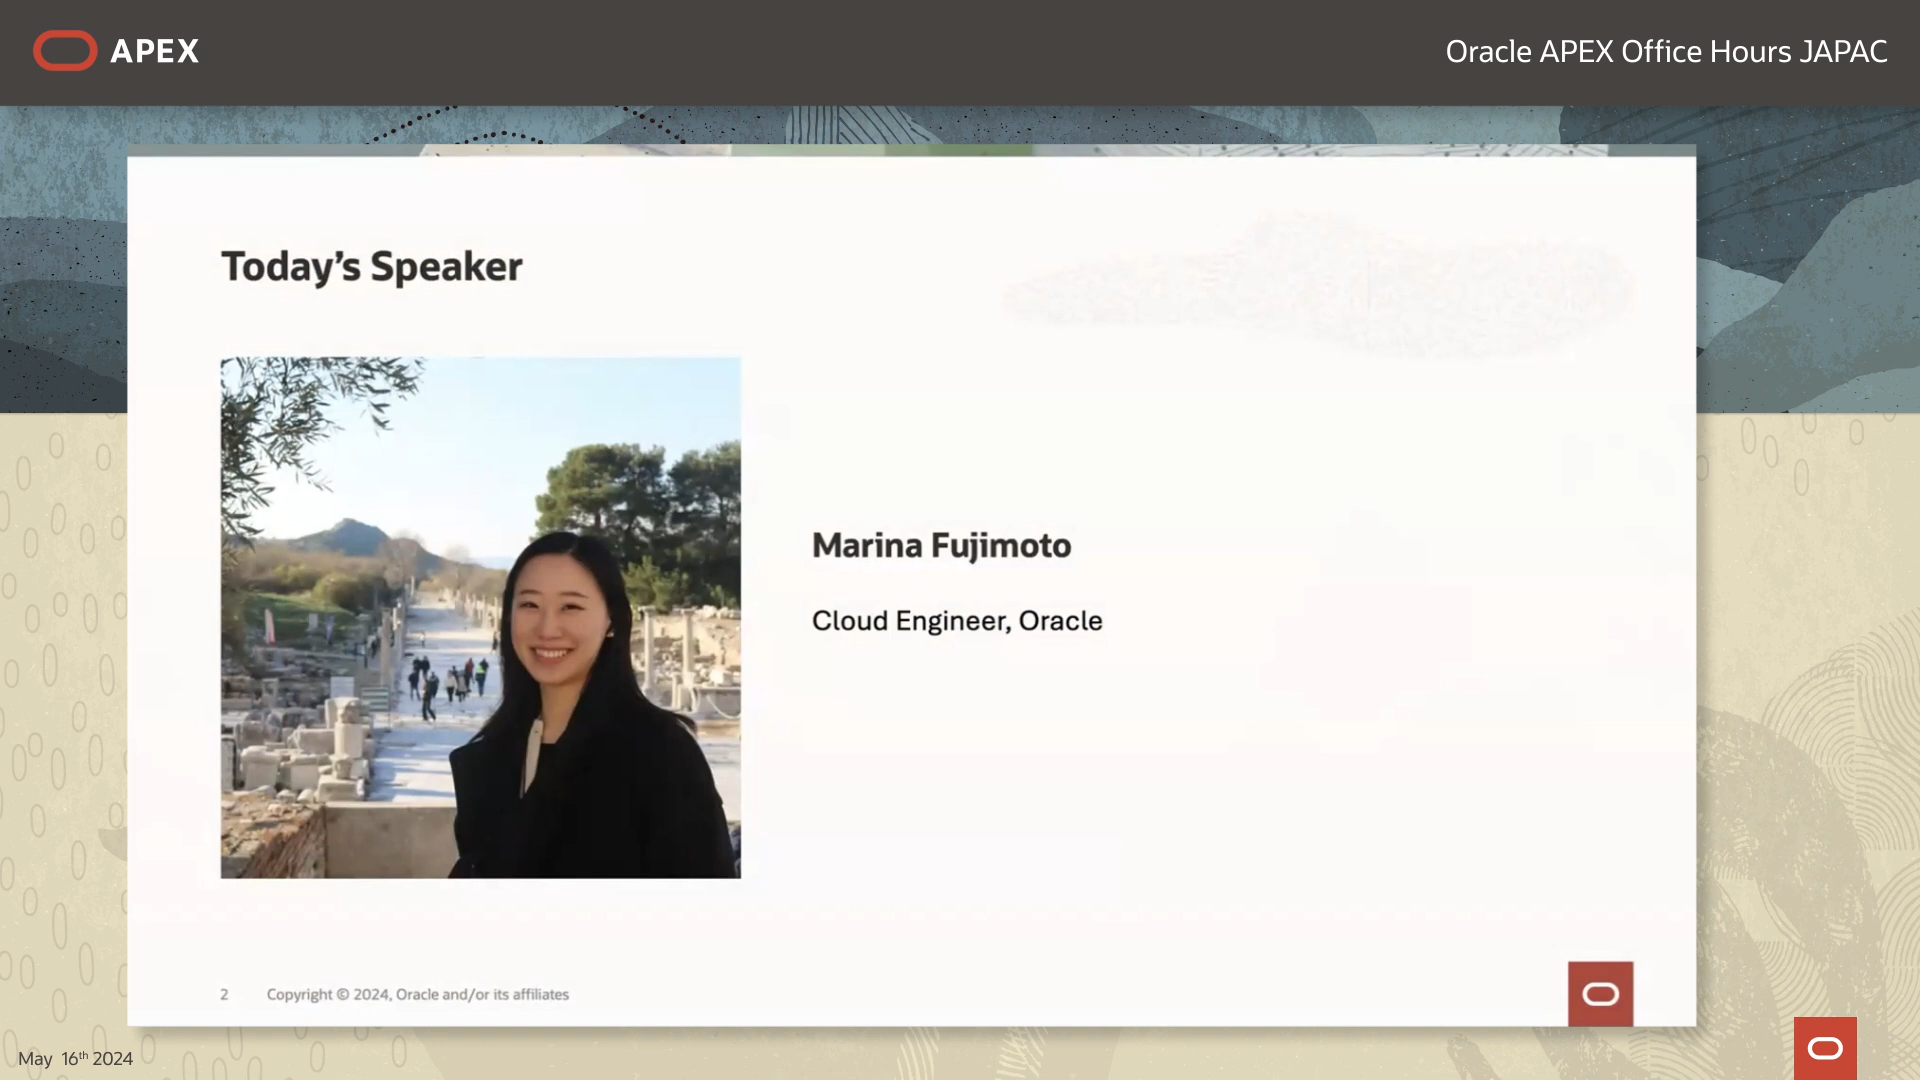 APEX
Oracle APEX Office Hours JAPAC
Today’s Speaker
Marina Fujimoto
Cloud Engineer, Oracle
2 Copyright © 2024, Oracle and/or its affiliates
May 16th 2024